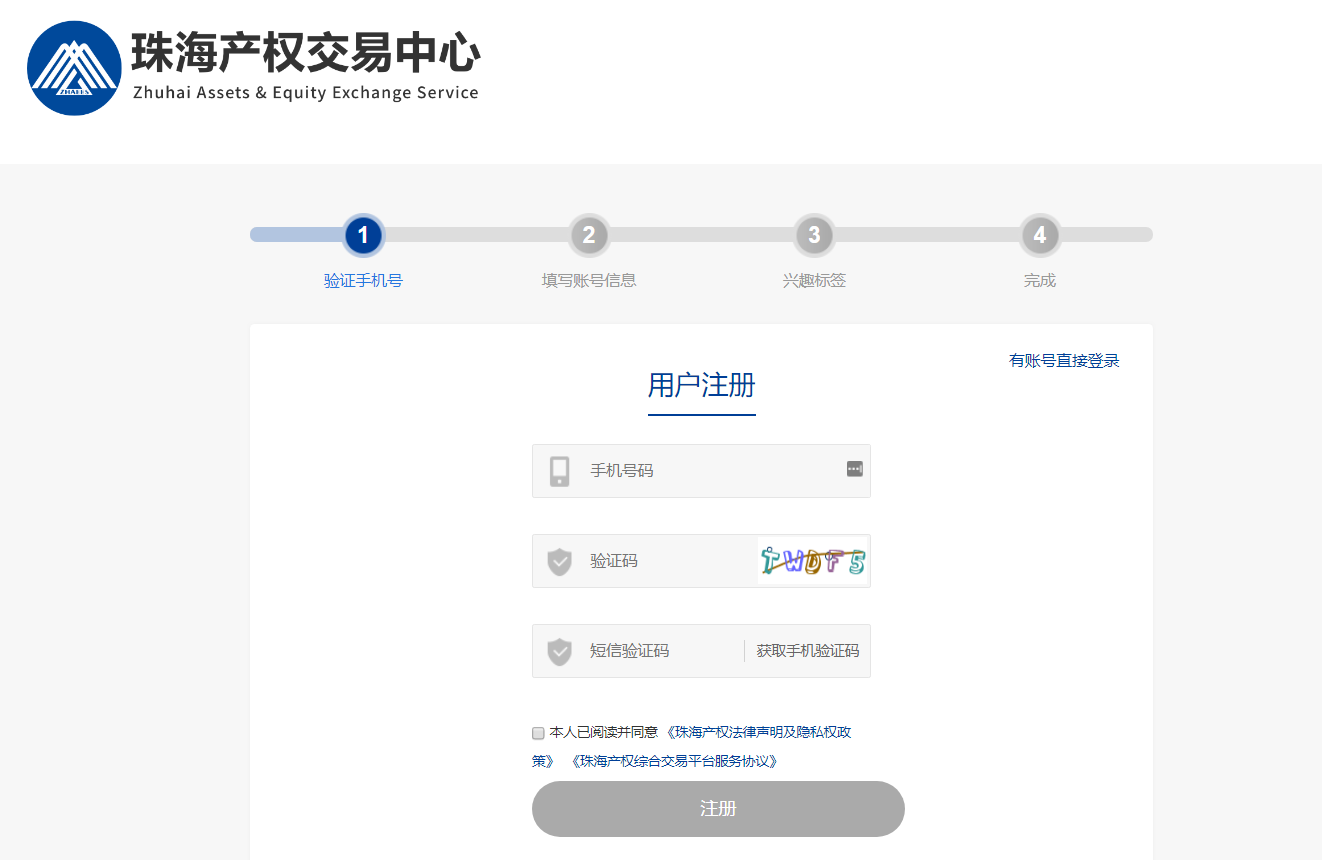 珠海产权交易中心
Zhuhai Assets & Equity Exchange Service
ZHAEES
1
2
3
4
验证手机号
填写账号信息
兴趣标签
完成
有账号直接登录
用户注册
手机号码
验证码
TWDF5
短信验证码
获取手机验证码
本人已阅读并同意 《珠海产权法律声明及隐私权政
策》 《珠海产权综合交易平台服务协议》
注册